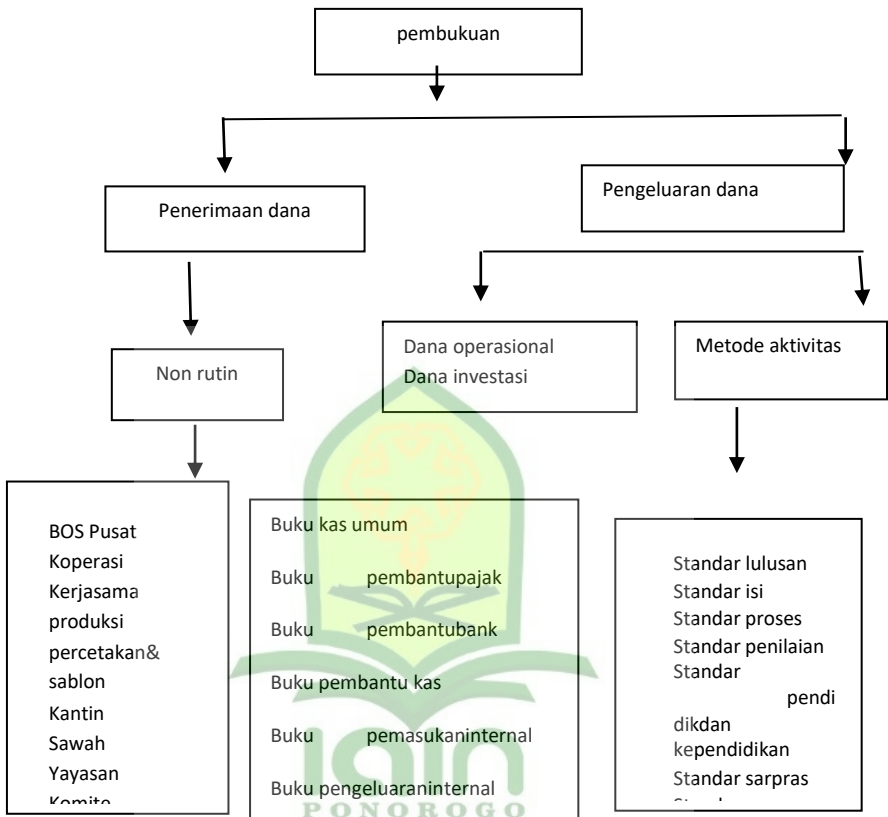 pembukuan
Penerimaan dana
Pengeluaran dana
Non rutin
Dana operasional
Dana investasi
Metode aktivitas
BOS Pusat
Koperasi
Kerjasama
produksi
percetakan&
sablon
Kantin
Sawah
Yayasan
Komite
Buku kas umum
Buku pembantupajak
Buku pembantubank
Buku pembantu kas
Buku pemasukaninternal
Buku pengeluaraninternal
Standar lulusan
Standar isi
Standar proses
Standar penilaian
Standar
pendi
dikdan
kependidikan
Standar sarpras
iain
PONOROGO